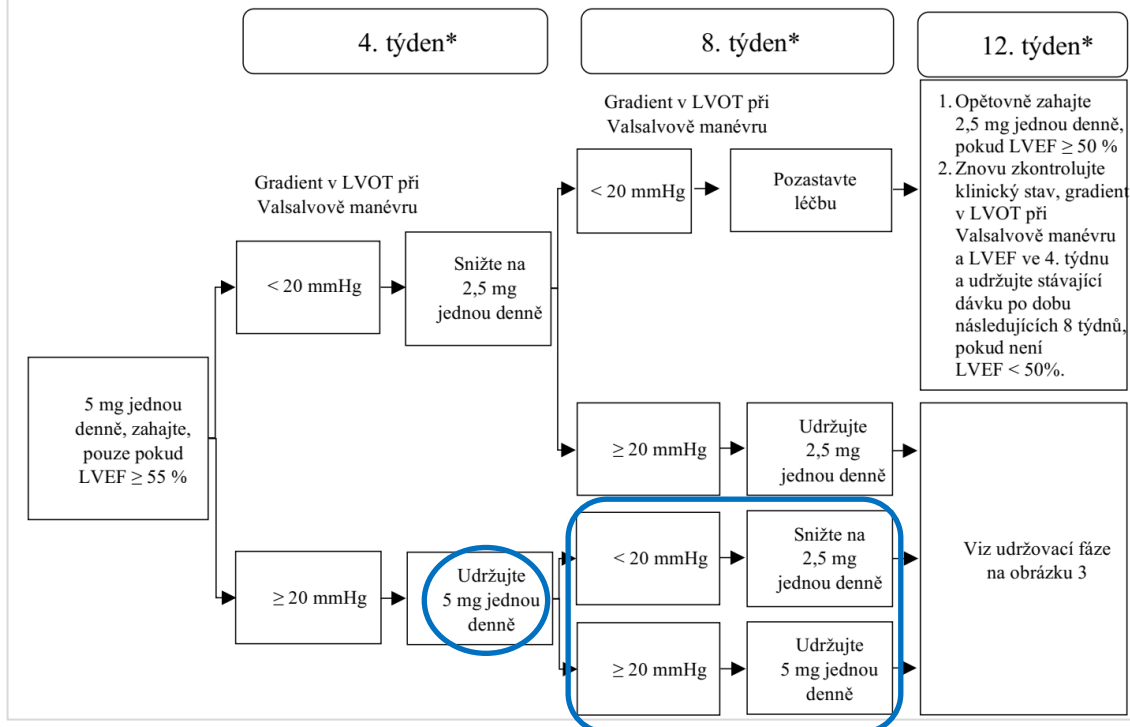 4. týden*
8. týden*
12. týden*
5 mg jednou
denně, zahajte,
pouze pokud
LVEF ≥ 55 %
Gradient v LVOT při
Valsalvově manévru
< 20 mmHg
Snižte na
2,5 mg
jednou denně
≥ 20 mmHg
Udržujte
5 mg jednou
denně
Gradient v LVOT při
Valsalvově manévru
< 20 mmHg
Pozastavte
léčbu
≥ 20 mmHg
Udržujte
2,5 mg
jednou denně
< 20 mmHg
Snižte na
2,5 mg
jednou denně
≥ 20 mmHg
Udržujte
5 mg jednou
denně
1. Opětovně zahajte
2,5 mg jednou denně,
pokud LVEF ≥ 50 %
2. Znovu zkontrolujte
klinický stav, gradient
v LVOT při
Valsalvově manévru
a LVEF ve 4. týdnu
a udržujte stávající
dávku po dobu
následujících 8 týdnů,
pokud není
LVEF < 50%.
Viz udržovací fáze
na obrázku 3